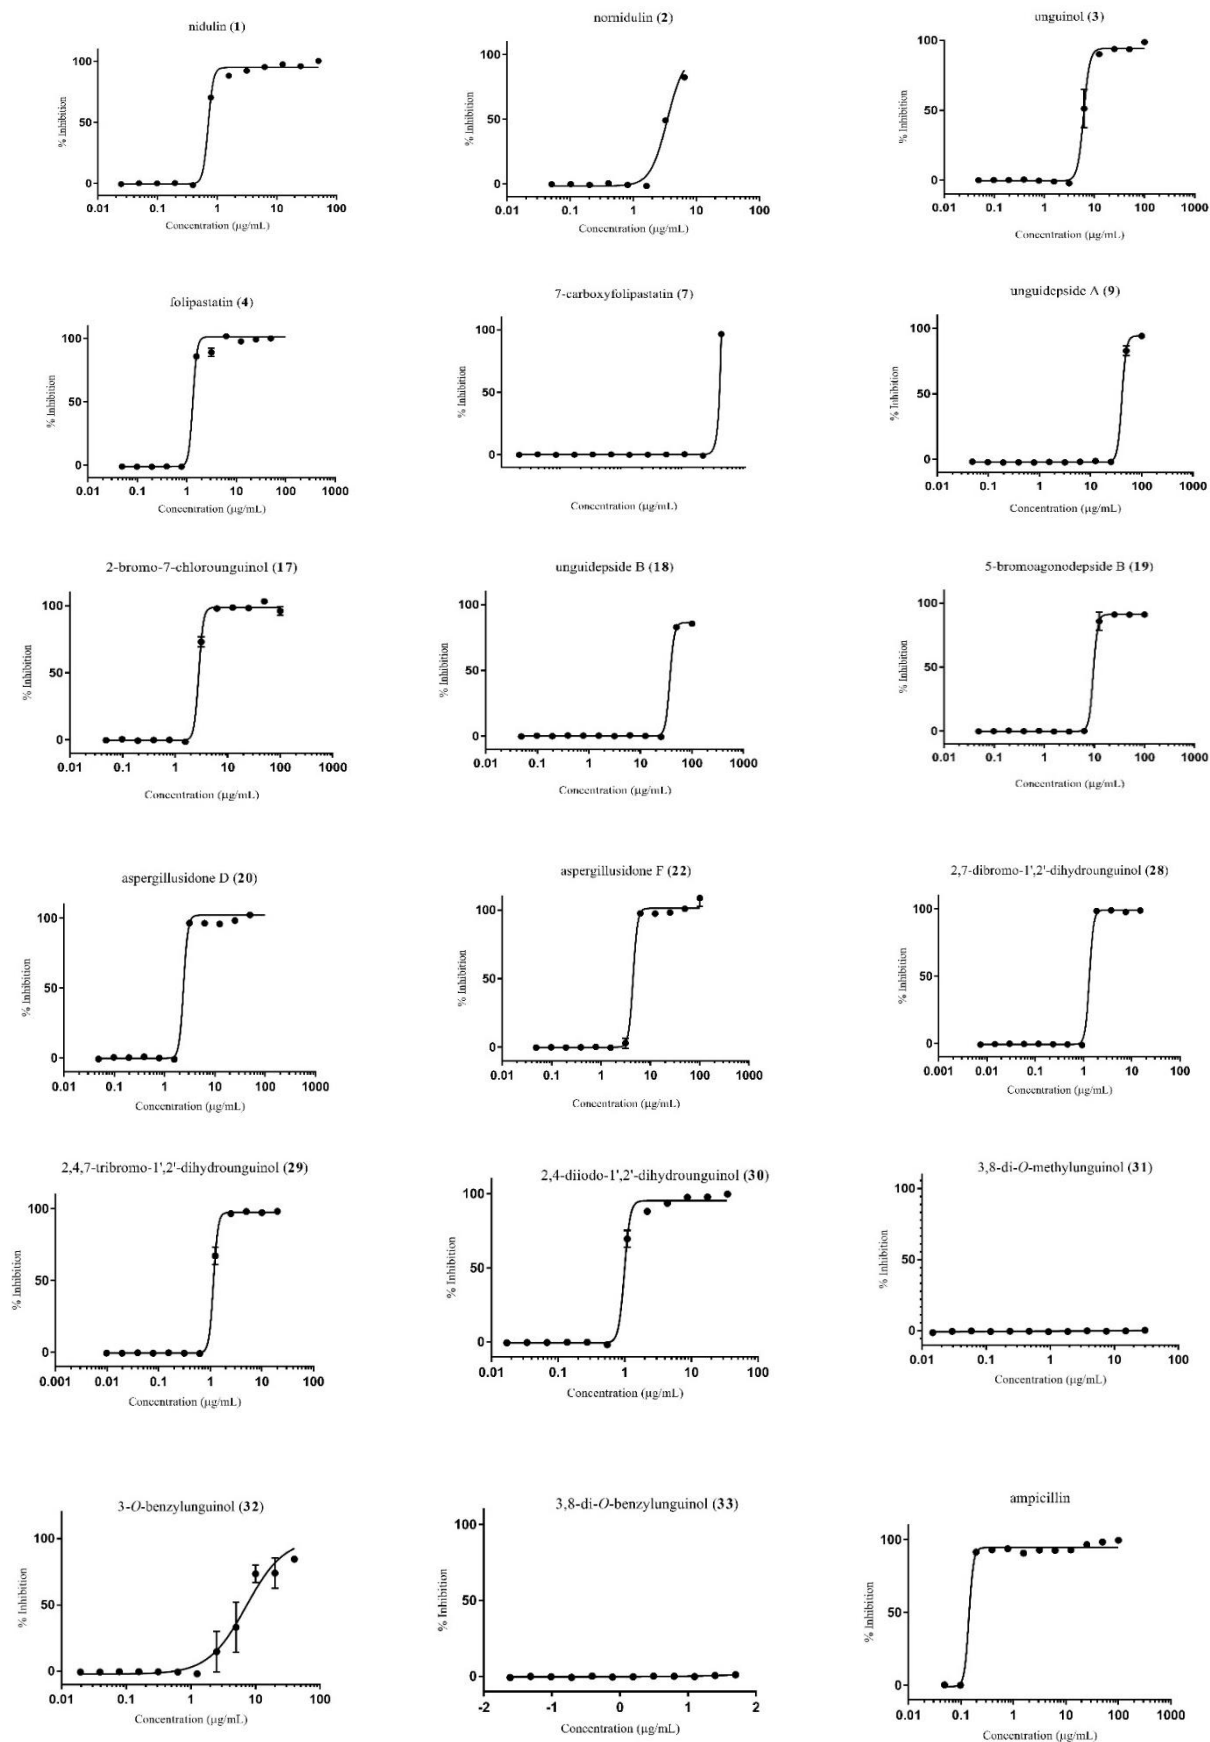 nidulin (1)
nornidulin (2)
unguinol (3)
% Inhibition
100
50
0
0.01 0.1 1 10 100
Concentration (µg/mL)
% Inhibition
100
50
0
0.01 0.1 1 10 100
Concentration (µg/mL)
% Inhibition
100
50
0
0.01 0.1 1 10 100 1000
Concentration (µg/mL)
folipastatin (4)
7-carboxyfolipastatin (7)
unguidepside A (9)
% Inhibition
100
50
0
0.01 0.1 1 10 100 1000
Concentration (µg/mL)
% Inhibition
100
50
0
Concentration (µg/mL)
% Inhibition
100
50
0
0.01 0.1 1 10 100 1000
Concentration (µg/mL)
2-bromo-7-chlorounguinol (17)
unguidepside B (18)
5-bromoagonodepside B (19)
% Inhibition
100
50
0
0.01 0.1 1 10 100 1000
Concentration (µg/mL)
% Inhibition
100
50
0
0.01 0.1 1 10 100 1000
Concentration (µg/mL)
% Inhibition
100
50
0
0.01 0.1 1 10 100 1000
Concentration (µg/mL)
aspergillusidone D (20)
aspergillusidone F (22)
2,7-dibromo-1',2'-dihydrounguinol (28)
% Inhibition
100
50
0
0.01 0.1 1 10 100 1000
Concentration (µg/mL)
% Inhibition
100
50
0
0.01 0.1 1 10 100 1000
Concentration (µg/mL)
% Inhibition
100
50
0
0.001 0.01 0.1 1 10 100
Concentration (µg/mL)
2,4,7-tribromo-1',2'-dihydrounguinol (29)
2,4-diiodo-1',2'-dihydrounguinol (30)
3,8-di-O-methylunguinol (31)
% Inhibition
100
50
0
0.001 0.01 0.1 1 10 100
Concentration (µg/mL)
% Inhibition
100
50
0
0.01 0.1 1 10 100
Concentration (µg/mL)
% Inhibition
100
50
0
0.01 0.1 1 10 100
Concentration (µg/mL)
3-O-benzylunguinol (32)
3,8-di-O-benzylunguinol (33)
ampicillin
% Inhibition
100
50
0
0.01 0.1 1 10 100
Concentration (µg/mL)
% Inhibition
100
50
0
-2 -1 0 1 2
Concentration (µg/mL)
% Inhibition
100
50
0
0.01 0.1 1 10 100 1000
Concentration (µg/mL)